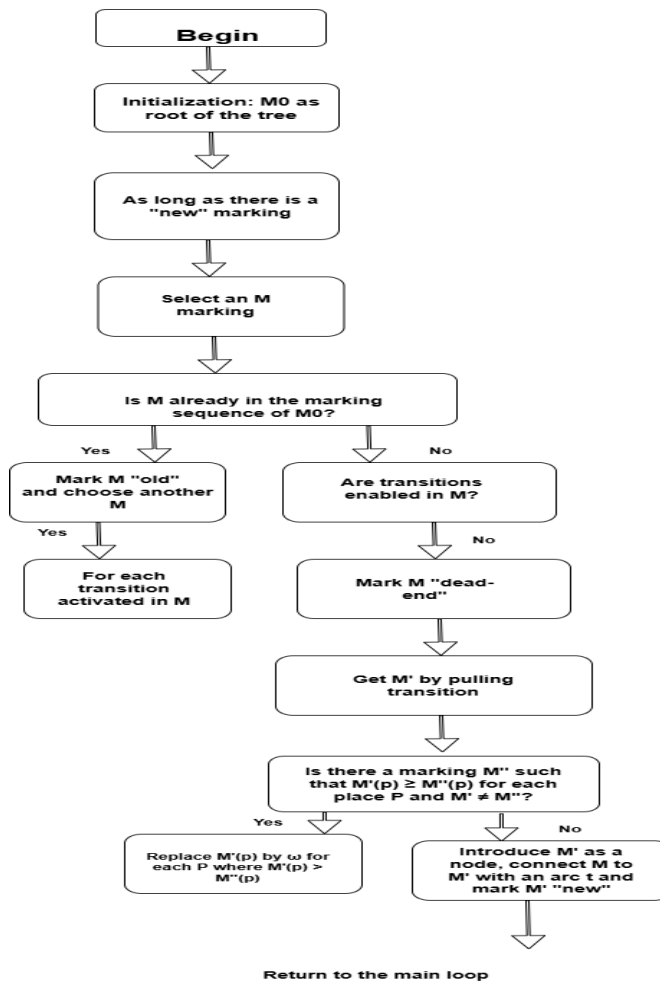 Begin
Initialization: M0 as
root of the tree
As long as there is a
"new" marking
Select an M
marking
Is M already in the marking
sequence of M0?
Yes
No
Mark M "old"
and choose another
M
Are transitions
enabled in M?
Yes
No
For each
transition
activated in M
Mark M "dead-
end"
Get M' by pulling
transition
Is there a marking M" such
that M'(p) ≥ M"(p) for each
place P and M' ≠ M"?
Yes
No
Replace M'(p) by ω for
each P where M'(p) >
M"(p)
Introduce M' as a
node, connect M to
M' with an arc t and
mark M' "new"
Return to the main loop